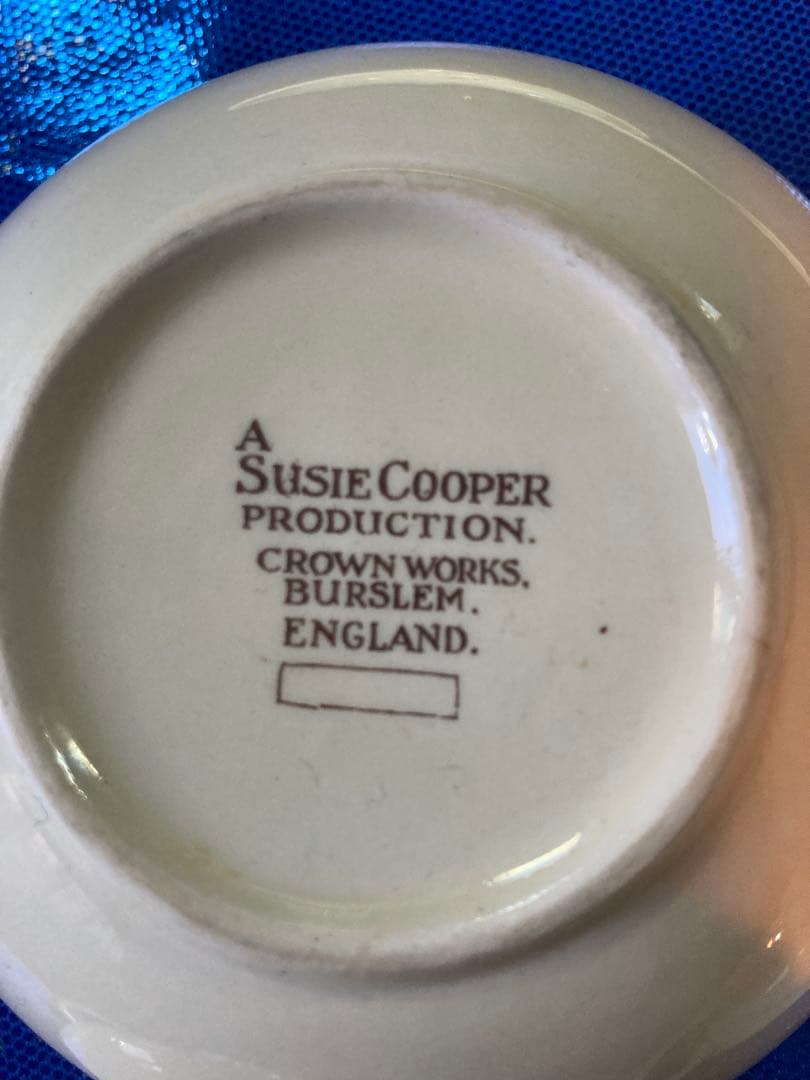 A
SUSIE COOPER
PRODUCTION.
CROWN WORKS.
BURSLEM.
ENGLAND.